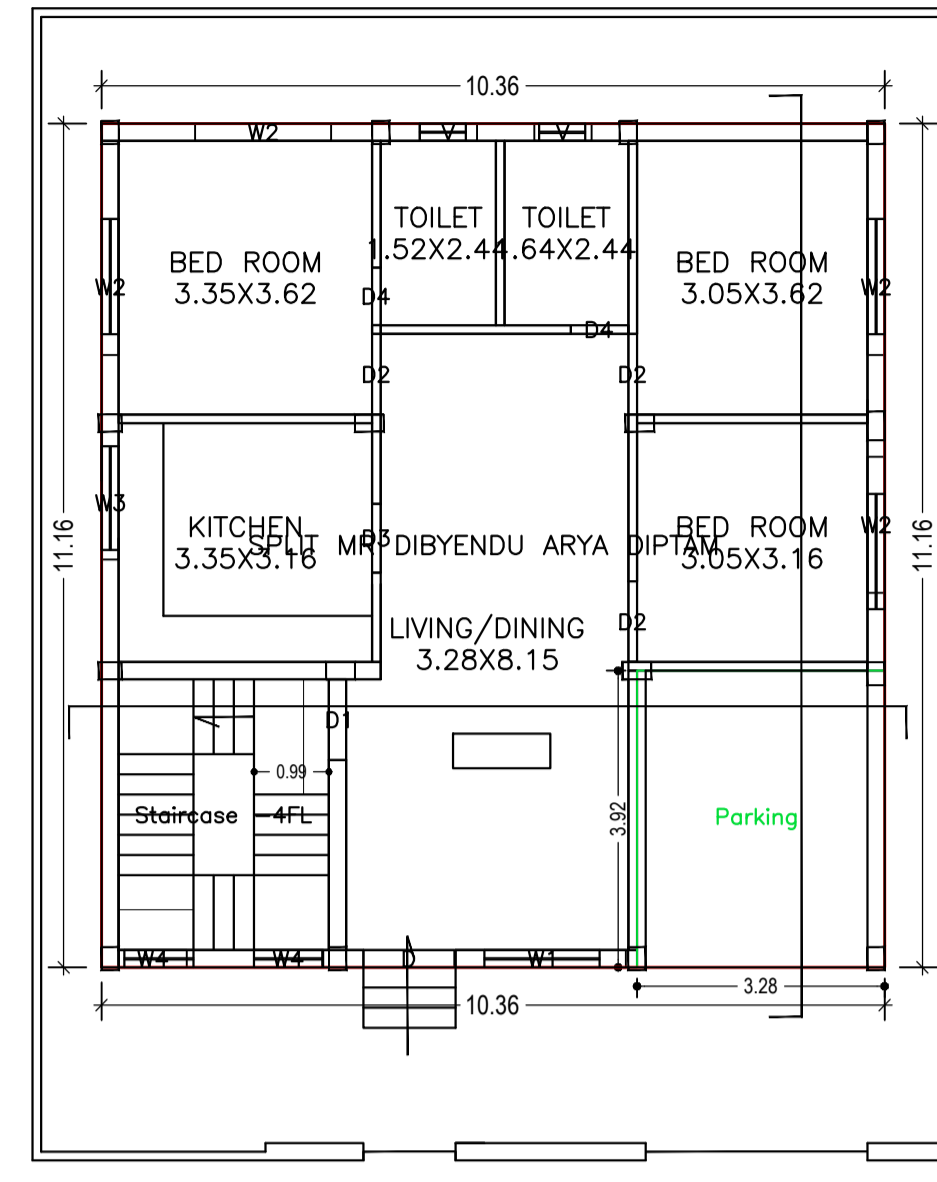 10.36
W2
V
V
TOILET
1.52X2.44
TOILET
.64X2.44
BED ROOM
3.35X3.62
BED ROOM
3.05X3.62
W2
W2
D4
D4
D2
D2
W3
KITCHEN
3.35X3.16
D3
SPLIT MR DIBYENDU ARYA DIPTAM
BED ROOM
3.05X3.16
W2
11.16
11.16
LIVING/DINING
3.28X8.15
D2
D1
0.99
Staircase -4FL
3.92
Parking
W4
W4
D
W1
3.28
10.36